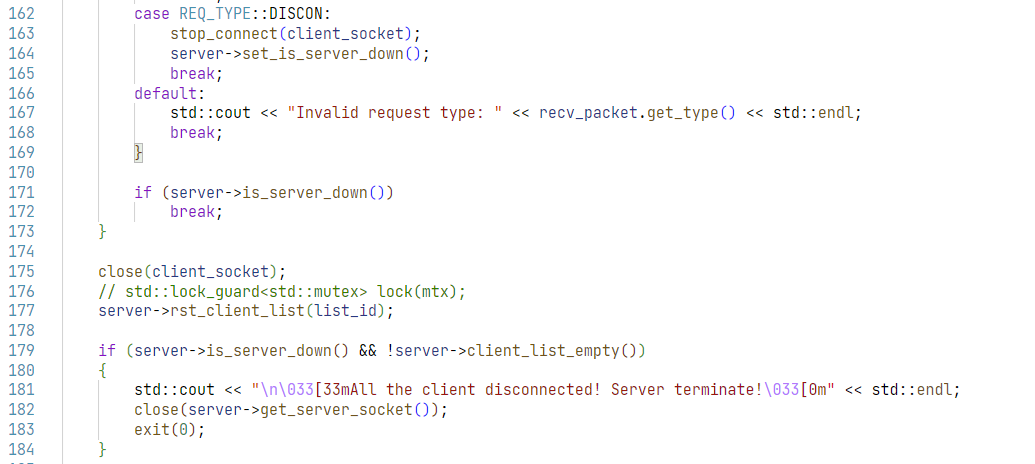 162 case REQ_TYPE::DISCON:
163 stop_connect(client_socket);
164 server->set_is_server_down();
165 break;
166 default:
167 std::cout << "Invalid request type: " << recv_packet.get_type() << std::endl;
168 break;
169 }
170
171 if (server->is_server_down())
172 break;
173 }
174
175 close(client_socket);
176 // std::lock_guard<std::mutex> lock(mtx);
177 server->rst_client_list(list_id);
178
179 if (server->is_server_down() && !server->client_list_empty())
180 {
181 std::cout << "\n\033[33mAll the client disconnected! Server terminate!\033[0m" << std::endl;
182 close(server->get_server_socket());
183 exit(0);
184 }